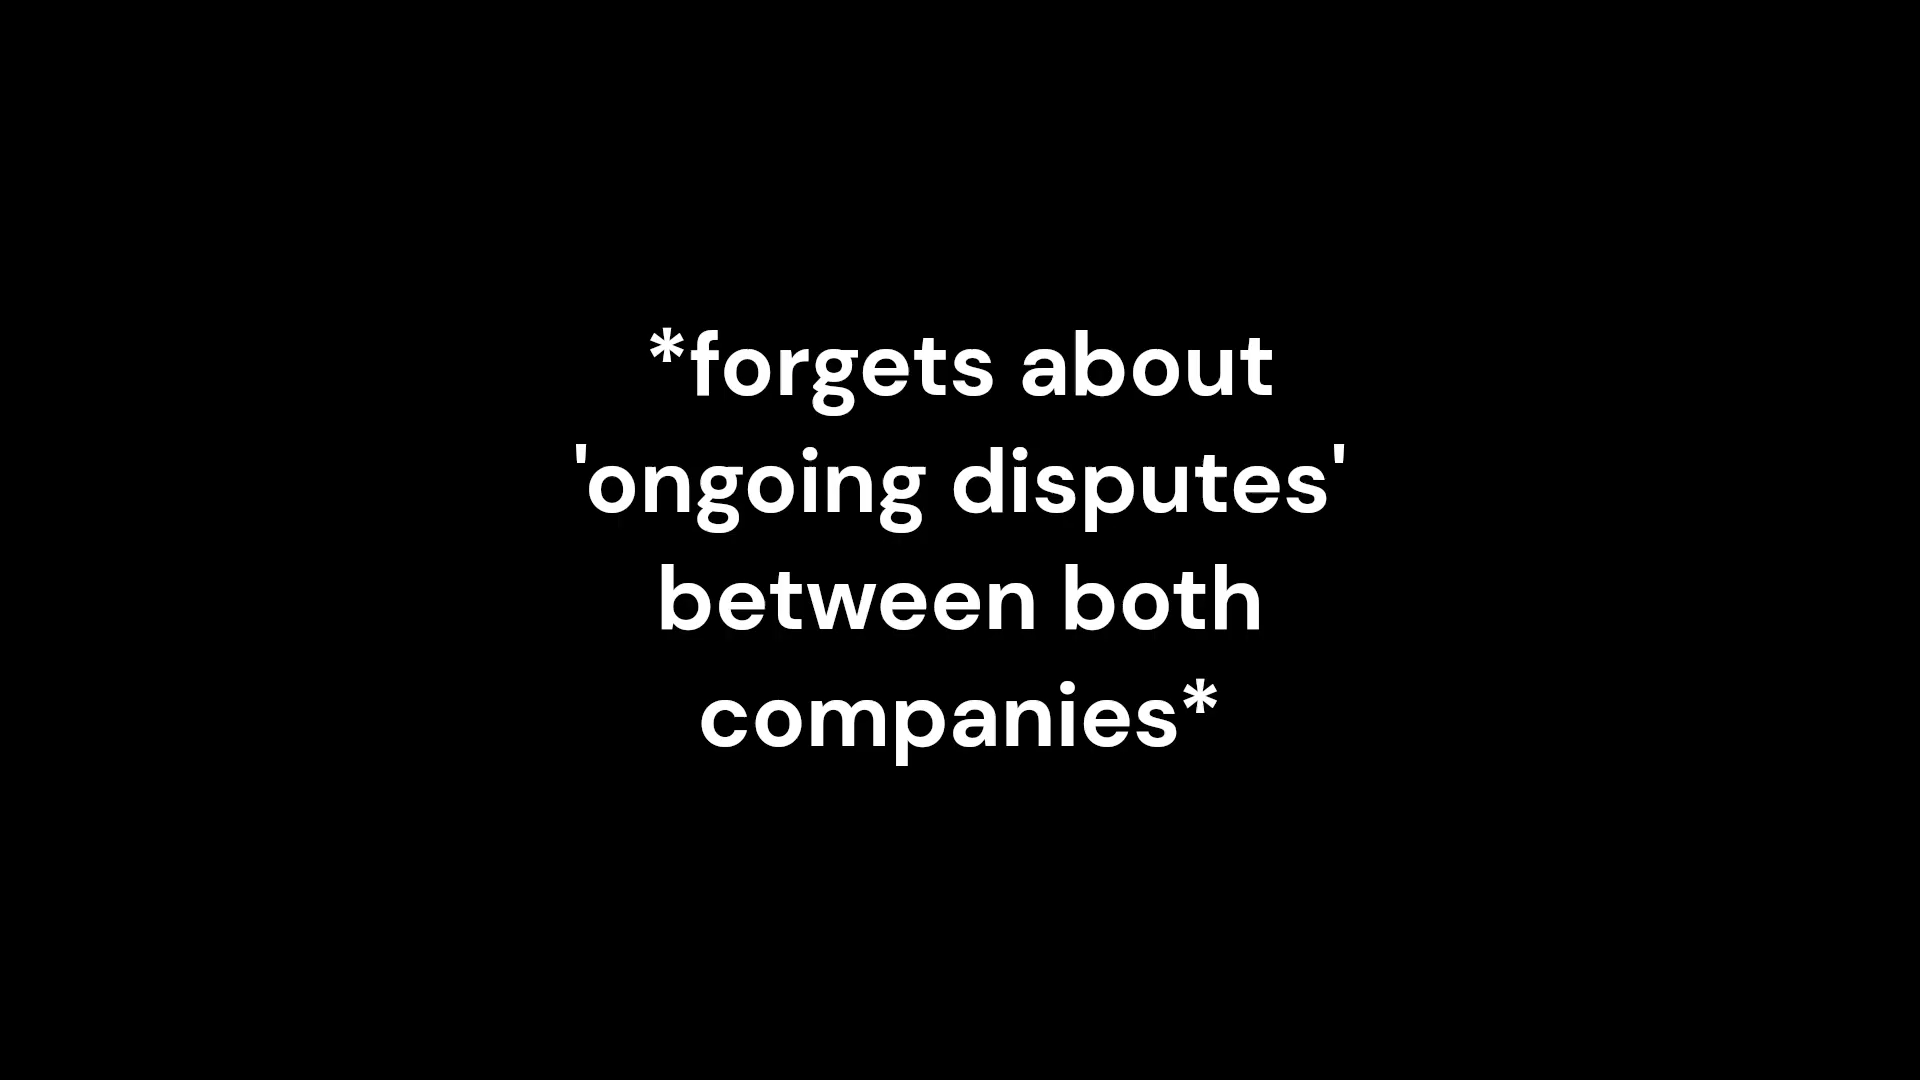 *forgets about
'ongoing disputes'
between both
companies*